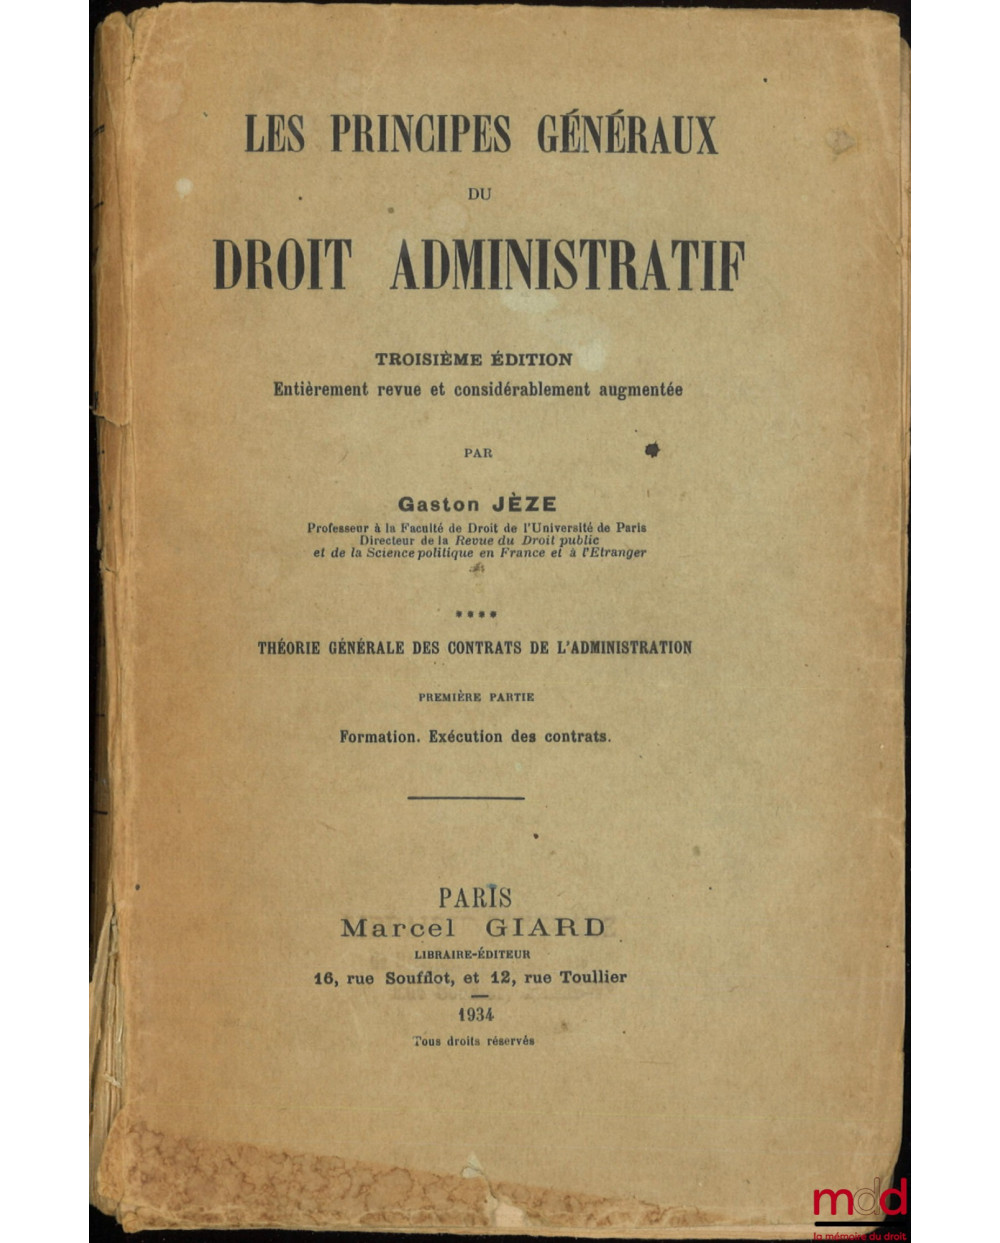 LES PRINCIPES GÉNÉRAUX
DU
DROIT ADMINISTRATIF
TROISIÈME ÉDITION
Entièrement revue et considérablement augmentée
PAR
Gaston JÈZE
Professeur à la Faculté de Droit de l'Université de Paris
Directeur de la Revue du Droit public
et de la Science politique en France et à l'Etranger
****
THÉORIE GÉNÉRALE DES CONTRATS DE L'ADMINISTRATION
PREMIÈRE PARTIE
Formation. Exécution des contrats.
PARIS
Marcel GIARD
LIBRAIRE-ÉDITEUR
16, rue Soufflot, et 12, rue Toullier
1934
Tous droits réservés
mdd
la mémoire du droit